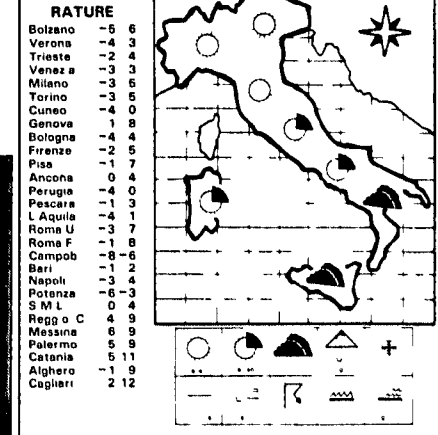 RATURE
Bolzano −5 6
Verona −4 3
Trieste −2 4
Venez a −3 3
Milano −3 6
Torino −3 5
Cuneo −4 0
Genova 1 8
Bologna −4 4
Firenze −2 5
Pisa −1 7
Ancona 0 4
Perugia −4 0
Pescara −1 3
L Aquila −4 1
Roma U −3 7
Roma F −1 8
Campob −8 −6
Bari −1 2
Napoli −3 4
Potenza −6 −3
S M L 0 4
Regg o C 4 9
Messina 6 9
Palermo 5 9
Catania 5 11
Alghero −1 9
Cagliari 2 12